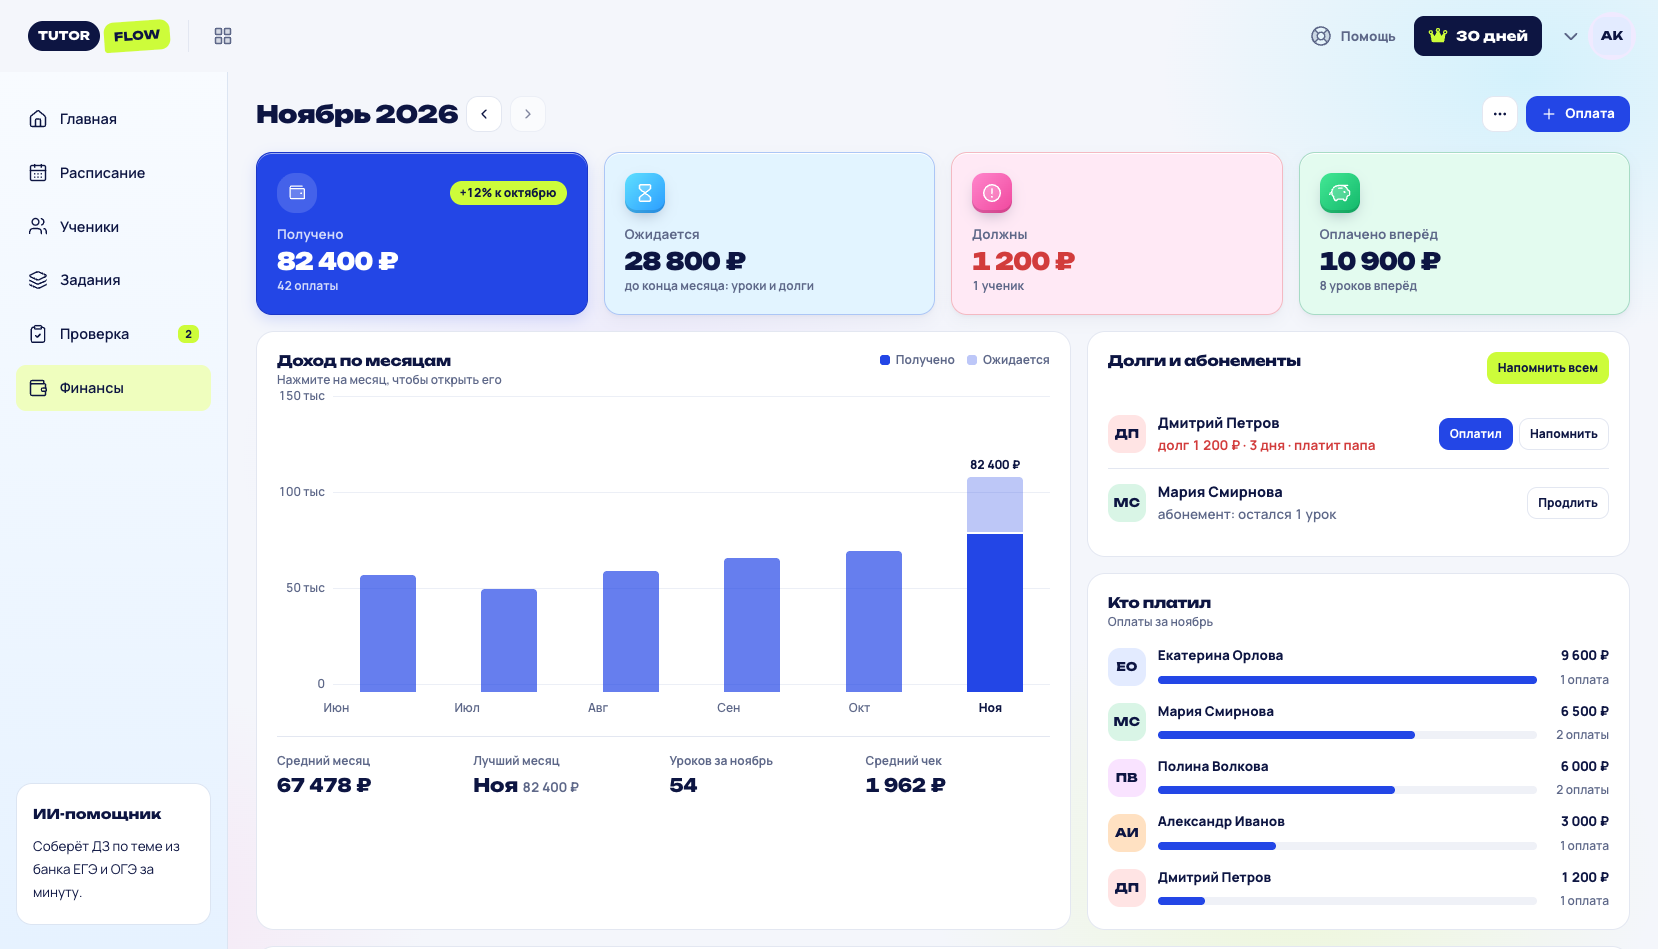 TUTOR FLOW
Помощь
30 дней
AK
Главная
Расписание
Ученики
Задания
Проверка 2
Финансы
ИИ-помощник
Соберёт ДЗ по теме из
банка ЕГЭ и ОГЭ за
минуту.
Ноябрь 2026
Оплата
+12% к октябрю
Получено
82 400 ₽
42 оплаты
Ожидается
28 800 ₽
до конца месяца: уроки и долги
Должны
1 200 ₽
1 ученик
Оплачено вперёд
10 900 ₽
8 уроков вперёд
Доход по месяцам
Нажмите на месяц, чтобы открыть его
Получено Ожидается
150 тыс
100 тыс
50 тыс
0
82 400 ₽
Июн Июл Авг Сен Окт Ноя
Средний месяц
67 478 ₽
Лучший месяц
Ноя 82 400 ₽
Уроков за ноябрь
54
Средний чек
1 962 ₽
Долги и абонементы
Напомнить всем
ДП
Дмитрий Петров
долг 1 200 ₽ · 3 дня · платит папа
Оплатил Напомнить
МС
Мария Смирнова
абонемент: остался 1 урок
Продлить
Кто платил
Оплаты за ноябрь
ЕО
Екатерина Орлова 9 600 ₽
1 оплата
МС
Мария Смирнова 6 500 ₽
2 оплаты
ПВ
Полина Волкова 6 000 ₽
2 оплаты
АИ
Александр Иванов 3 000 ₽
1 оплата
ДП
Дмитрий Петров 1 200 ₽
1 оплата